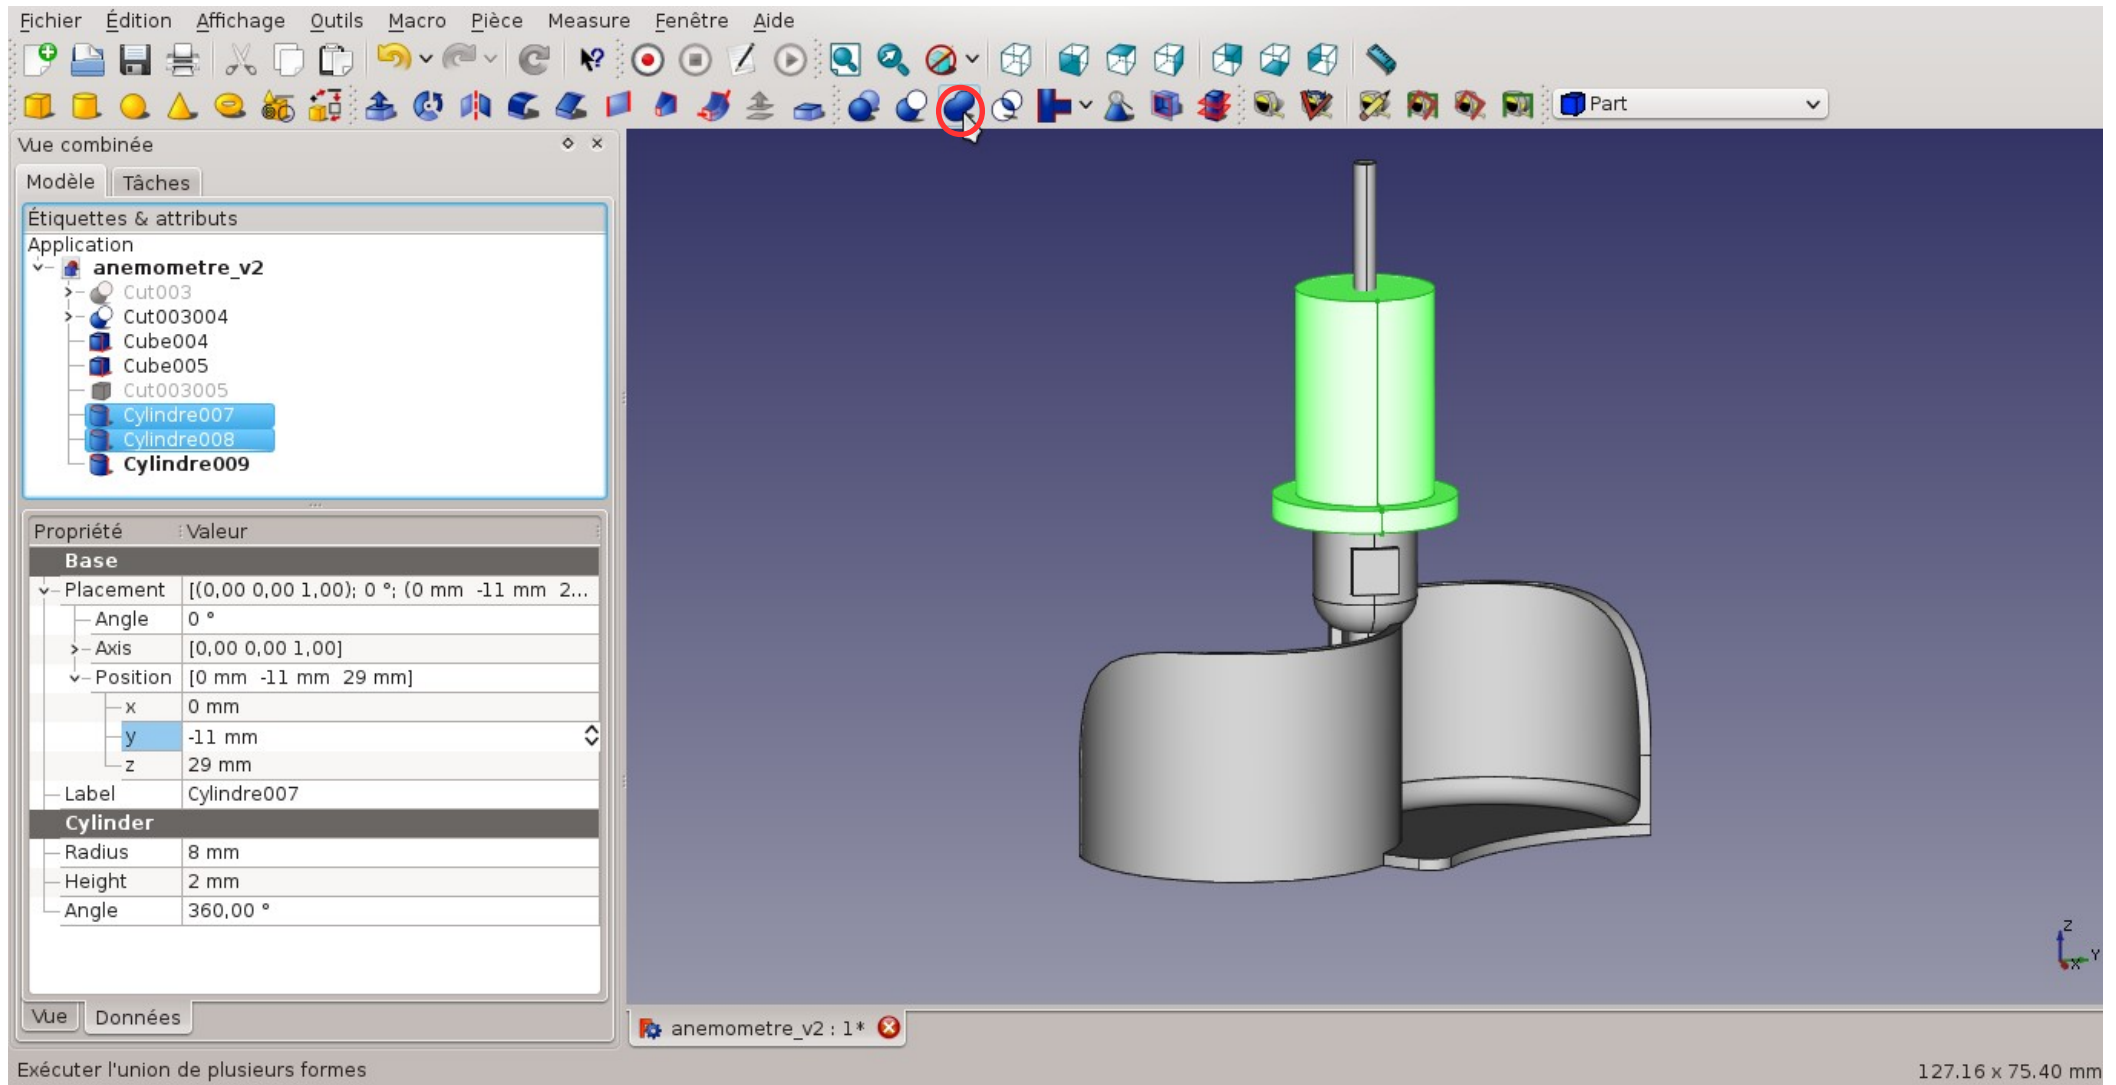 Fichier Édition Affichage Outils Macro Pièce Measure Fenêtre Aide
Part
Vue combinée
Modèle Tâches
Étiquettes & attributs
Application
anemometre_v2
Cut003
Cut003004
Cube004
Cube005
Cut003005
Cylindre007
Cylindre008
Cylindre009
Propriété Valeur
Base
Placement [(0,00 0,00 1,00); 0 °; (0 mm -11 mm 2...
Angle 0 °
Axis [0,00 0,00 1,00]
Position [0 mm -11 mm 29 mm]
x 0 mm
y -11 mm
z 29 mm
Label Cylindre007
Cylinder
Radius 8 mm
Height 2 mm
Angle 360,00 °
Z
Y
X
Vue Données
anemometre_v2 : 1*
Exécuter l'union de plusieurs formes
127.16 x 75.40 mm